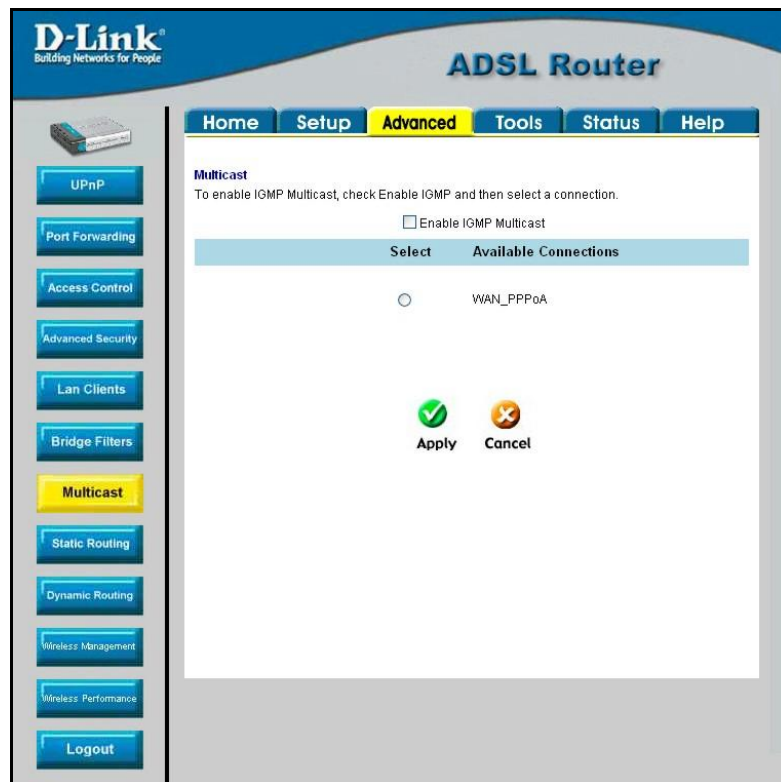 D-Link®
Building Networks for People
ADSL Router
Home Setup Advanced Tools Status Help
UPnP
Port Forwarding
Access Control
Advanced Security
Lan Clients
Bridge Filters
Multicast
Static Routing
Dynamic Routing
Wireless Management
Wireless Performance
Logout
Multicast
To enable IGMP Multicast, check Enable IGMP and then select a connection.
Enable IGMP Multicast
Select Available Connections
WAN_PPPoA
Apply Cancel